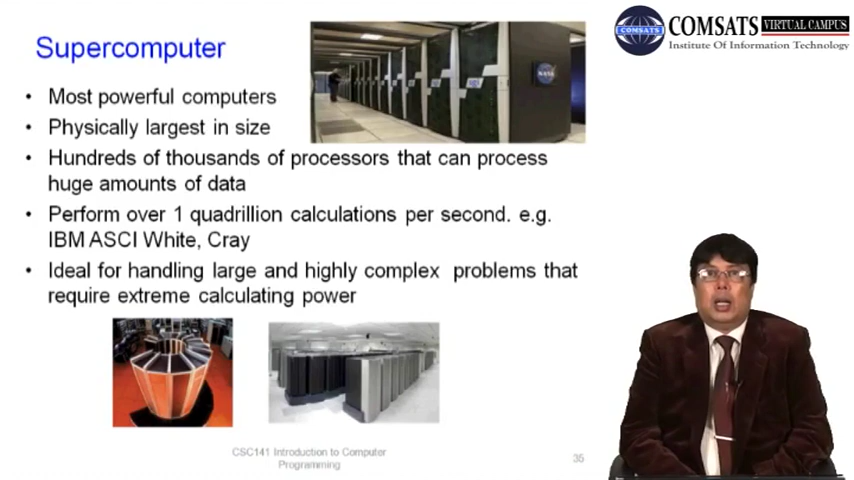 Supercomputer
COMSATS
VIRTUAL CAMPUS
COMSATS
Institute Of Information Technology
NASA
• Most powerful computers
• Physically largest in size
• Hundreds of thousands of processors that can process
huge amounts of data
• Perform over 1 quadrillion calculations per second. e.g.
IBM ASCI White, Cray
• Ideal for handling large and highly complex problems that
require extreme calculating power
CSC141 Introduction to Computer
Programming
35